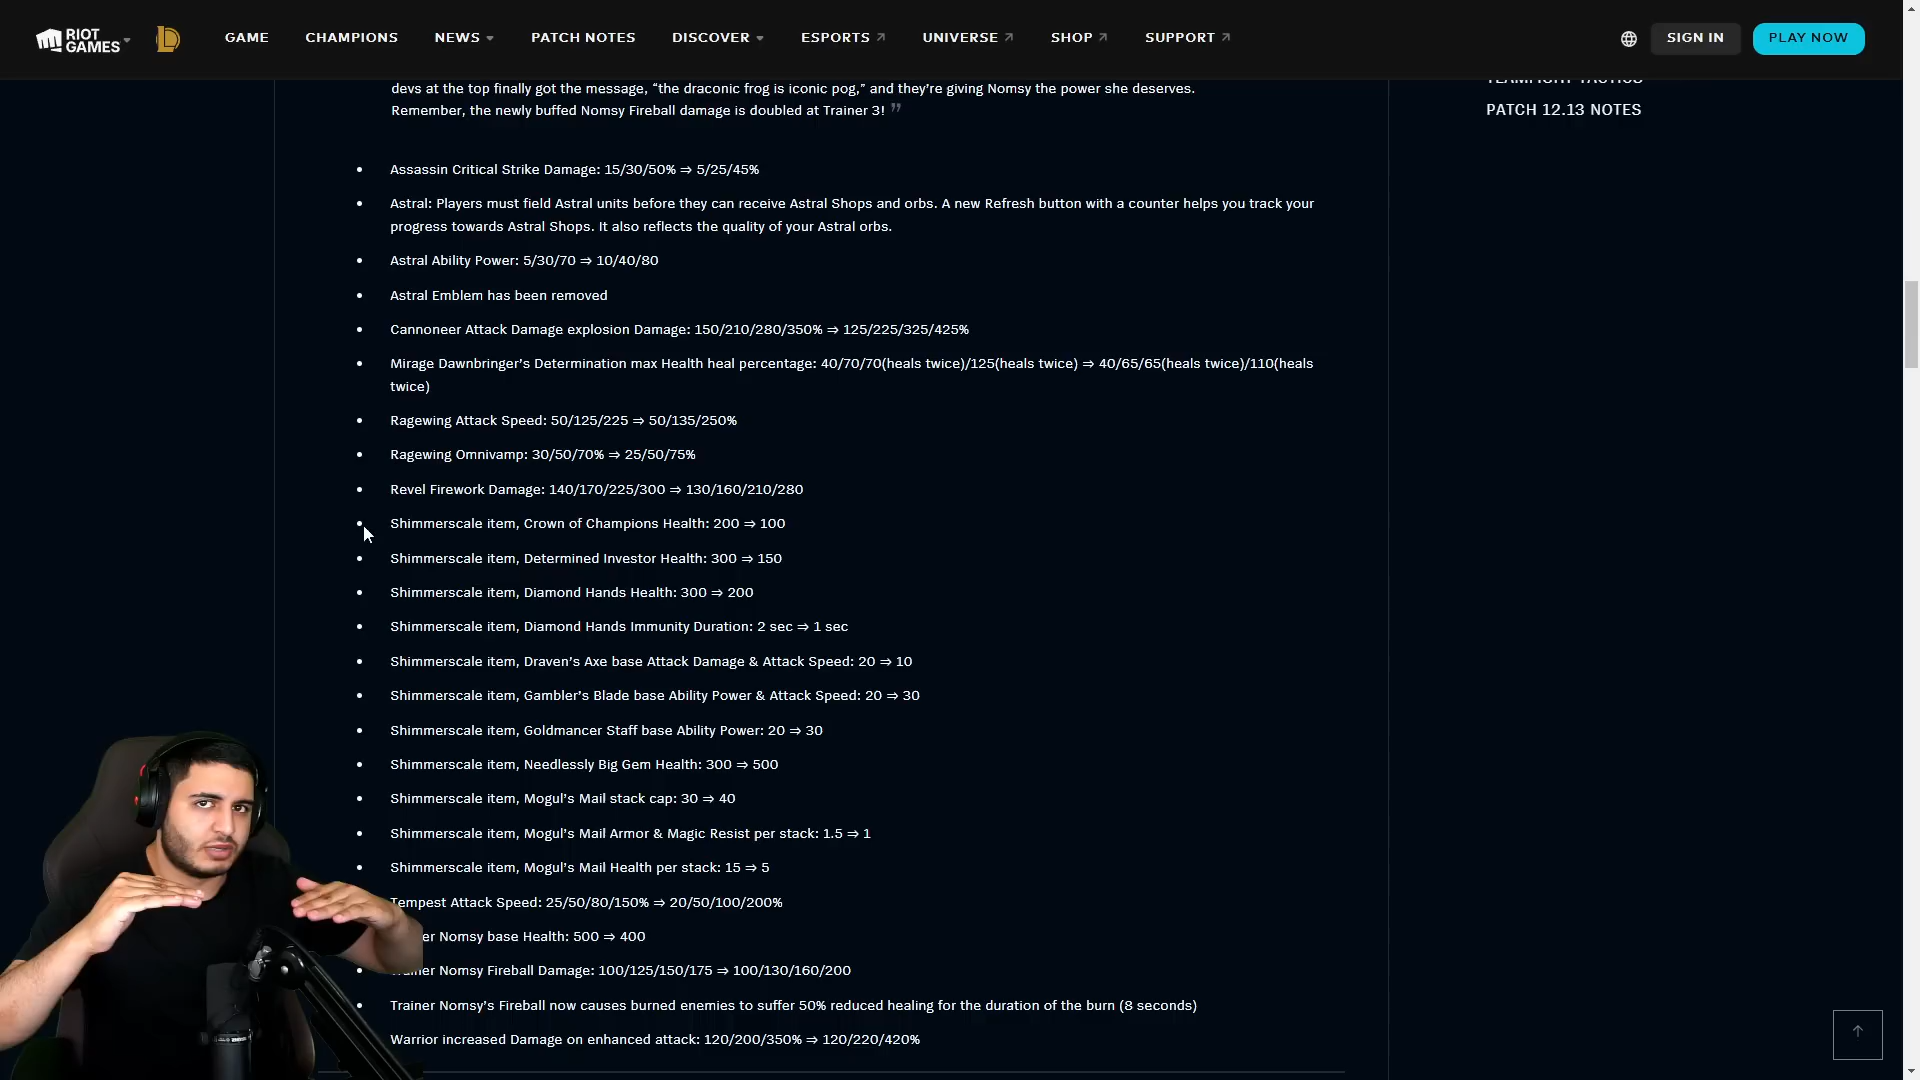 RIOT GAMES
GAME
CHAMPIONS
NEWS
PATCH NOTES
DISCOVER
ESPORTS
UNIVERSE
SHOP
SUPPORT
SIGN IN
PLAY NOW
TEAMFIGHT TACTICS
PATCH 12.13 NOTES
devs at the top finally got the message, “the draconic frog is iconic pog,” and they’re giving Nomsy the power she deserves.
Remember, the newly buffed Nomsy Fireball damage is doubled at Trainer 3! ”
Assassin Critical Strike Damage: 15/30/50% ⇒ 5/25/45%
Astral: Players must field Astral units before they can receive Astral Shops and orbs. A new Refresh button with a counter helps you track your
progress towards Astral Shops. It also reflects the quality of your Astral orbs.
Astral Ability Power: 5/30/70 ⇒ 10/40/80
Astral Emblem has been removed
Cannoneer Attack Damage explosion Damage: 150/210/280/350% ⇒ 125/225/325/425%
Mirage Dawnbringer’s Determination max Health heal percentage: 40/70/70(heals twice)/125(heals twice) ⇒ 40/65/65(heals twice)/110(heals
twice)
Ragewing Attack Speed: 50/125/225 ⇒ 50/135/250%
Ragewing Omnivamp: 30/50/70% ⇒ 25/50/75%
Revel Firework Damage: 140/170/225/300 ⇒ 130/160/210/280
Shimmerscale item, Crown of Champions Health: 200 ⇒ 100
Shimmerscale item, Determined Investor Health: 300 ⇒ 150
Shimmerscale item, Diamond Hands Health: 300 ⇒ 200
Shimmerscale item, Diamond Hands Immunity Duration: 2 sec ⇒ 1 sec
Shimmerscale item, Draven’s Axe base Attack Damage & Attack Speed: 20 ⇒ 10
Shimmerscale item, Gambler’s Blade base Ability Power & Attack Speed: 20 ⇒ 30
Shimmerscale item, Goldmancer Staff base Ability Power: 20 ⇒ 30
Shimmerscale item, Needlessly Big Gem Health: 300 ⇒ 500
Shimmerscale item, Mogul’s Mail stack cap: 30 ⇒ 40
Shimmerscale item, Mogul’s Mail Armor & Magic Resist per stack: 1.5 ⇒ 1
Shimmerscale item, Mogul’s Mail Health per stack: 15 ⇒ 5
Tempest Attack Speed: 25/50/80/150% ⇒ 20/50/100/200%
er Nomsy base Health: 500 ⇒ 400
Trainer Nomsy Fireball Damage: 100/125/150/175 ⇒ 100/130/160/200
Trainer Nomsy’s Fireball now causes burned enemies to suffer 50% reduced healing for the duration of the burn (8 seconds)
Warrior increased Damage on enhanced attack: 120/200/350% ⇒ 120/220/420%